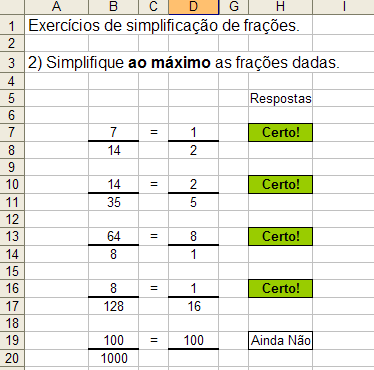 A B C D G H I
1 Exercícios de simplificação de frações.
2
3 2) Simplifique ao máximo as frações dadas.
4
5 Respostas
6
7 7 = 1 Certo!
8 14 2
9
10 14 = 2 Certo!
11 35 5
12
13 64 = 8 Certo!
14 8 1
15
16 8 = 1 Certo!
17 128 16
18
19 100 = 100 Ainda Não
20 1000